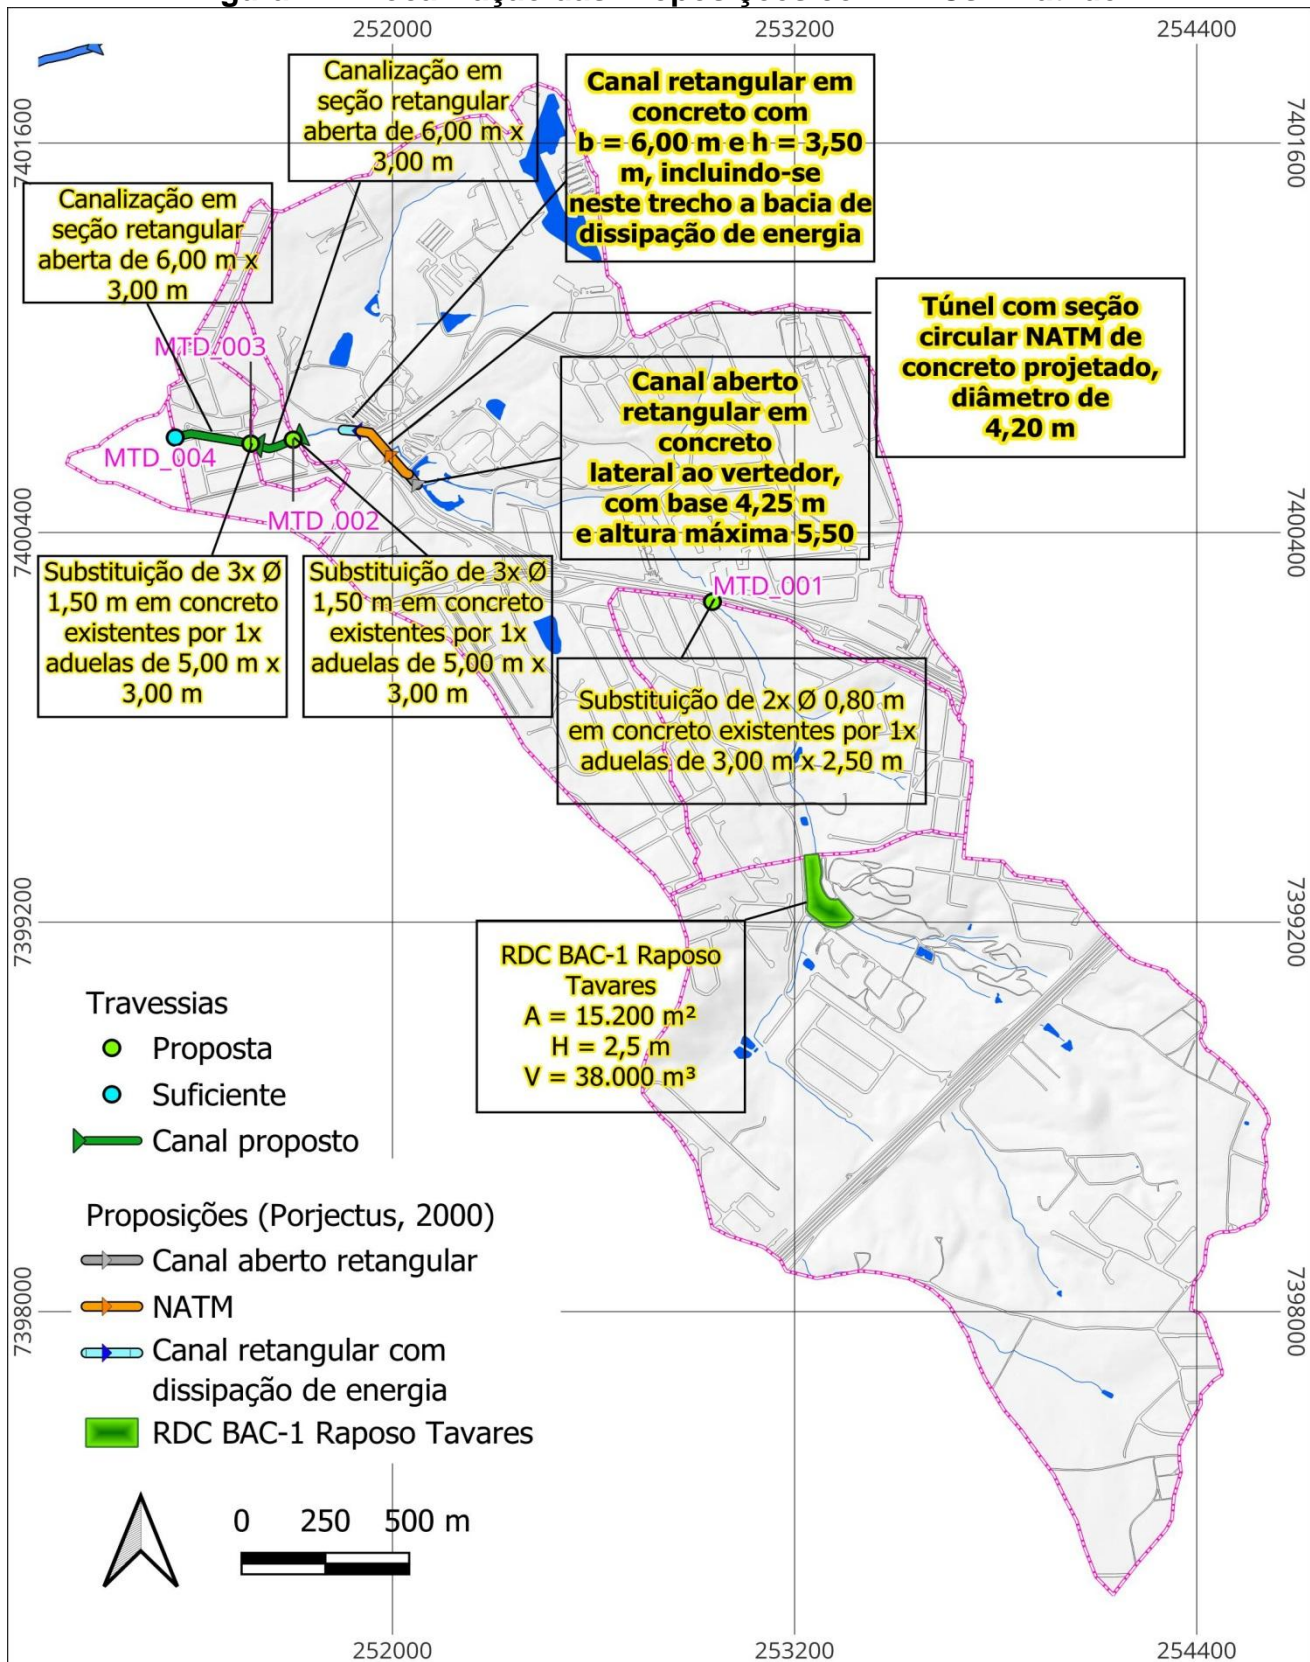 252000
253200
254400
7401600
7401600
Canalização em
seção retangular
aberta de 6,00 m x
3,00 m
Canal retangular em
concreto com
b = 6,00 m e h = 3,50
m, incluindo-se
neste trecho a bacia de
dissipação de energia
Canalização em
seção retangular
aberta de 6,00 m x
3,00 m
Túnel com seção
circular NATM de
concreto projetado,
diâmetro de
4,20 m
MTD_003
Canal aberto
retangular em
concreto
lateral ao vertedor,
com base 4,25 m
e altura máxima 5,50
MTD_004
MTD_002
7400400
7400400
Substituição de 3x Ø
1,50 m em concreto
existentes por 1x
aduelas de 5,00 m x
3,00 m
Substituição de 3x Ø
1,50 m em concreto
existentes por 1x
aduelas de 5,00 m x
3,00 m
MTD_001
Substituição de 2x Ø 0,80 m
em concreto existentes por 1x
aduelas de 3,00 m x 2,50 m
7399200
7399200
RDC BAC-1 Raposo
Tavares
A = 15.200 m²
H = 2,5 m
V = 38.000 m³
Travessias
Proposta
Suficiente
Canal proposto
Proposições (Porjectus, 2000)
Canal aberto retangular
NATM
Canal retangular com
dissipação de energia
RDC BAC-1 Raposo Tavares
7398000
7398000
0 250 500 m
252000
253200
254400